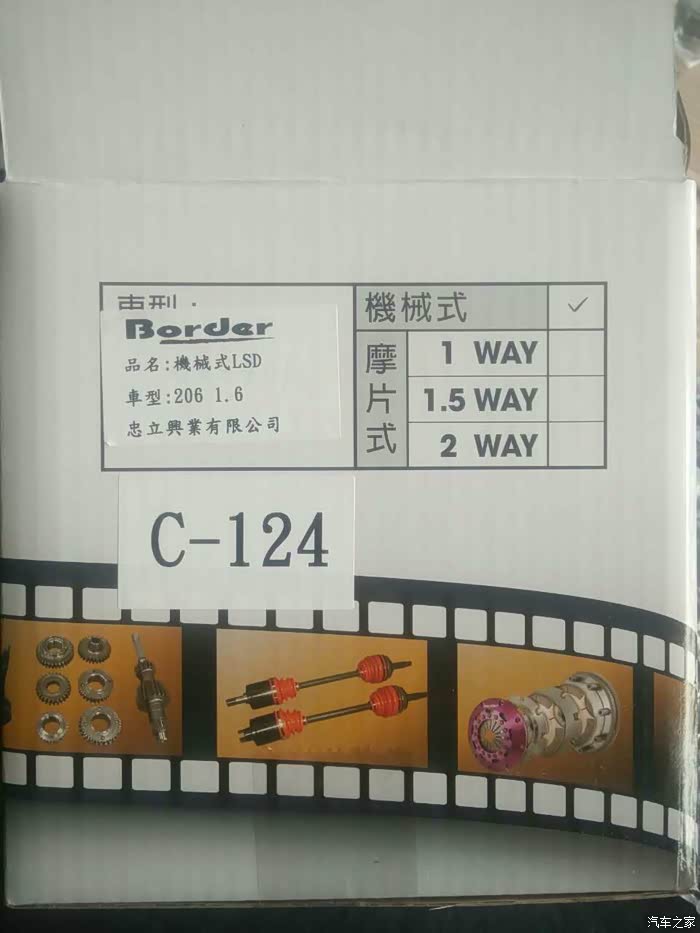 車型:
Border
品名:機械式LSD
車型:206 1.6
忠立興業有限公司
機械式 ✓
摩片式
1 WAY
1.5 WAY
2 WAY
C-124
汽车之家